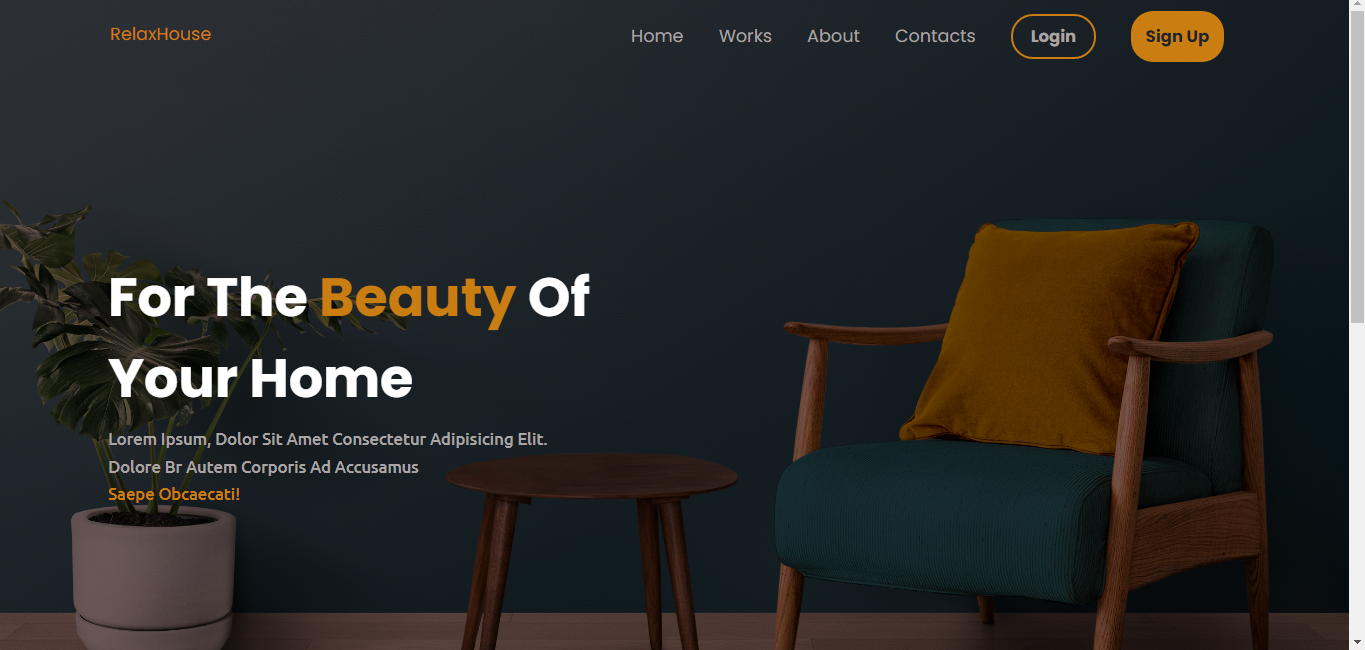 RelaxHouse
Home Works About Contacts Login Sign Up
For The Beauty Of
Your Home
Lorem Ipsum, Dolor Sit Amet Consectetur Adipisicing Elit.
Dolore Br Autem Corporis Ad Accusamus
Saepe Obcaecati!